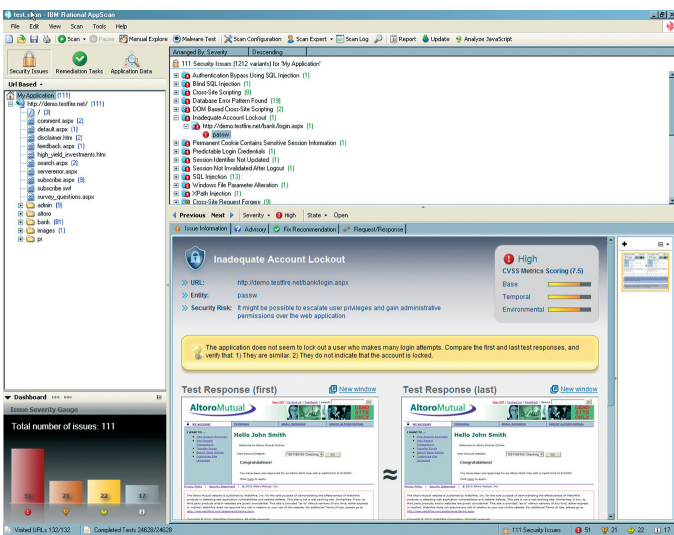 test.scan - IBM Rational AppScan
File Edit View Scan Tools Help
Scan Pause Manual Explore Malware Test Scan Configuration Scan Expert Scan Log Report Update Analyze JavaScript
Security Issues Remediation Tasks Application Data
Url Based
My Application (111)
http://demo.testfire.net/ (111)
/ (3)
comment.aspx (2)
default.aspx (1)
disclaimer.htm (2)
feedback.aspx (1)
high_yield_investments.htm
search.aspx (2)
servererror.aspx
subscribe.aspx (9)
subscribe.swf
survey_questions.aspx
admin (9)
altoro
bank (81)
images (1)
pr
Arranged By: Severity Descending
111 Security Issues (1212 variants) for 'My Application'
Authentication Bypass Using SQL Injection (1)
Blind SQL Injection (1)
Cross-Site Scripting (8)
Database Error Pattern Found (19)
DOM Based Cross-Site Scripting (2)
Inadequate Account Lockout (1)
http://demo.testfire.net/bank/login.aspx (1)
passw
Permanent Cookie Contains Sensitive Session Information (1)
Predictable Login Credentials (1)
Session Identifier Not Updated (1)
Session Not Invalidated After Logout (1)
SQL Injection (13)
Windows File Parameter Alteration (1)
XPath Injection (1)
Cross-Site Request Forgery (9)
Previous Next Severity High State Open
Issue Information Advisory Fix Recommendation Request/Response
Inadequate Account Lockout
URL: http://demo.testfire.net/bank/login.aspx
Entity: passw
Security Risk: It might be possible to escalate user privileges and gain administrative
permissions over the web application
High
CVSS Metrics Scoring (7.5)
Base
Temporal
Environmental
The application does not seem to lock out a user who makes many login attempts. Compare the first and last test responses, and
verify that: 1) They are similar. 2) They do not indicate that the account is locked.
Test Response (first) New window
AltoroMutual
Hello John Smith
Welcome to Altoro Mutual Online.
Congratulations!
≈
Test Response (last) New window
AltoroMutual
Hello John Smith
Welcome to Altoro Mutual Online.
Congratulations!
Dashboard
Issue Severity Gauge
Total number of issues: 111
51 21 22 17
Visited URLs 132/132 Completed Tests 24628/24628 111 Security Issues 51 21 22 17